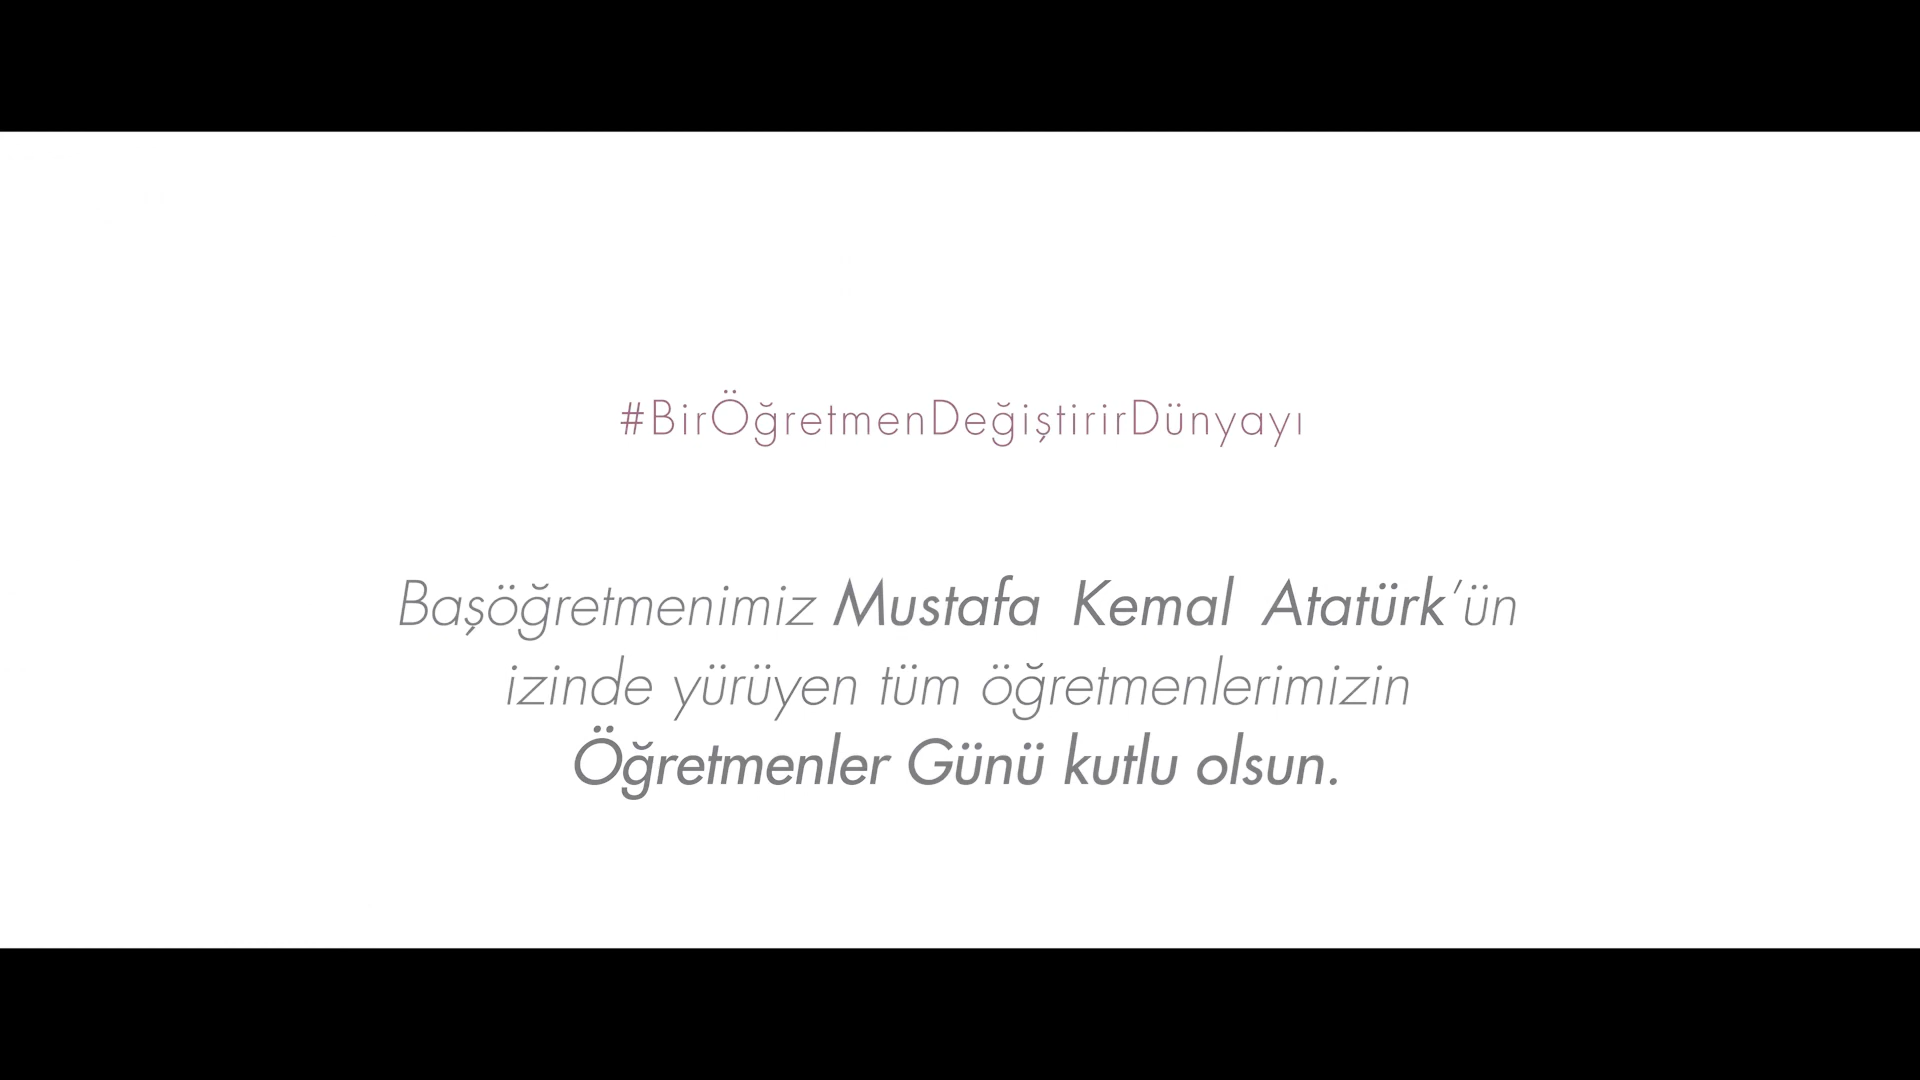 #BirÖğretmenDeğiştirirDünyayı
Başöğretmenimiz Mustafa Kemal Atatürk'ün
izinde yürüyen tüm öğretmenlerimizin
Öğretmenler Günü kutlu olsun.